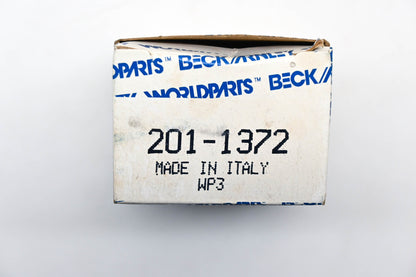 WORLDPARTS™ BECK/ARNLEY
WORLDPARTS™ BECK/
201-1372
MADE IN ITALY
WP3